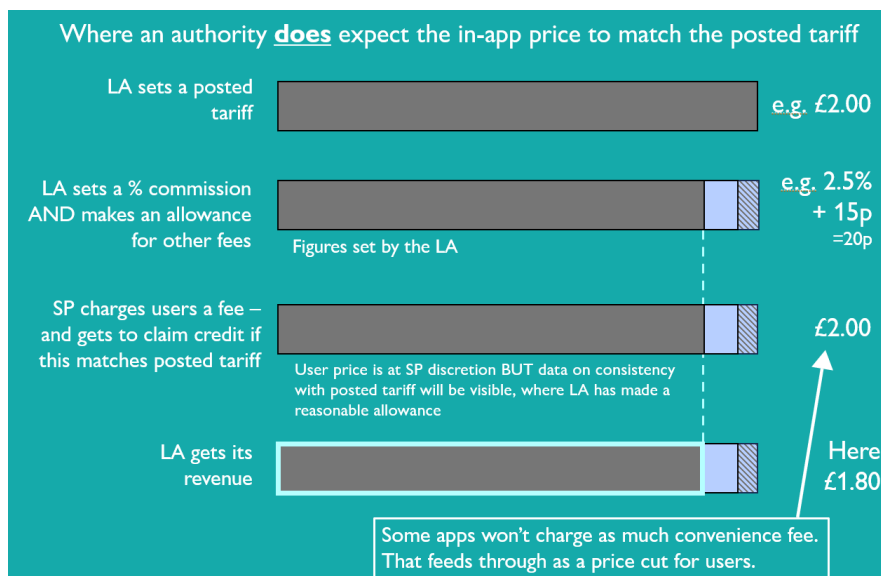 Where an authority does expect the in-app price to match the posted tariff
LA sets a posted
tariff
e.g. £2.00
LA sets a % commission
AND makes an allowance
for other fees
e.g. 2.5%
+ 15p
=20p
Figures set by the LA
SP charges users a fee –
and gets to claim credit if
this matches posted tariff
£2.00
User price is at SP discretion BUT data on consistency
with posted tariff will be visible, where LA has made a
reasonable allowance
LA gets its
revenue
Here
£1.80
Some apps won't charge as much convenience fee.
That feeds through as a price cut for users.